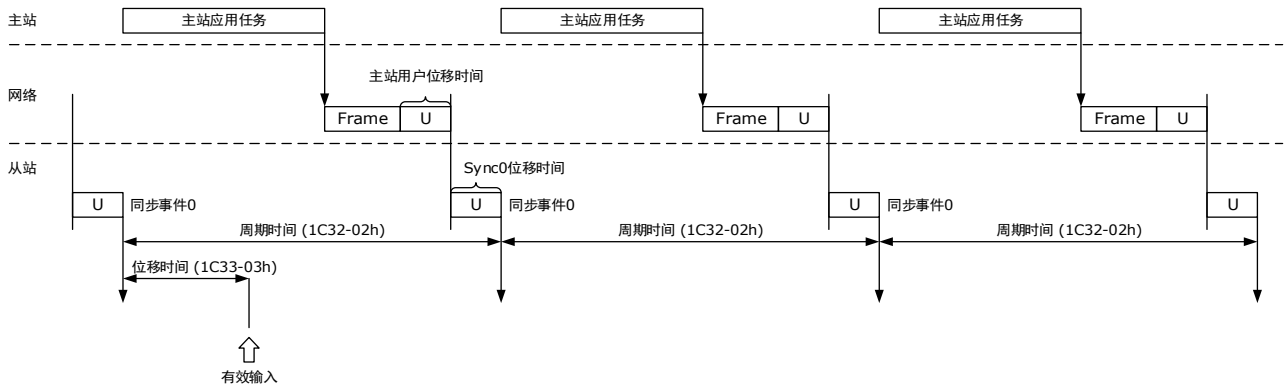 主站
主站应用任务
主站应用任务
主站应用任务
主站用户位移时间
网络
Frame
U
Frame
U
Frame
U
从站
Sync0位移时间
U
同步事件0
U
同步事件0
U
同步事件0
U
周期时间 (1C32-02h)
周期时间 (1C32-02h)
周期时间 (1C32-02h)
位移时间 (1C33-03h)
有效输入